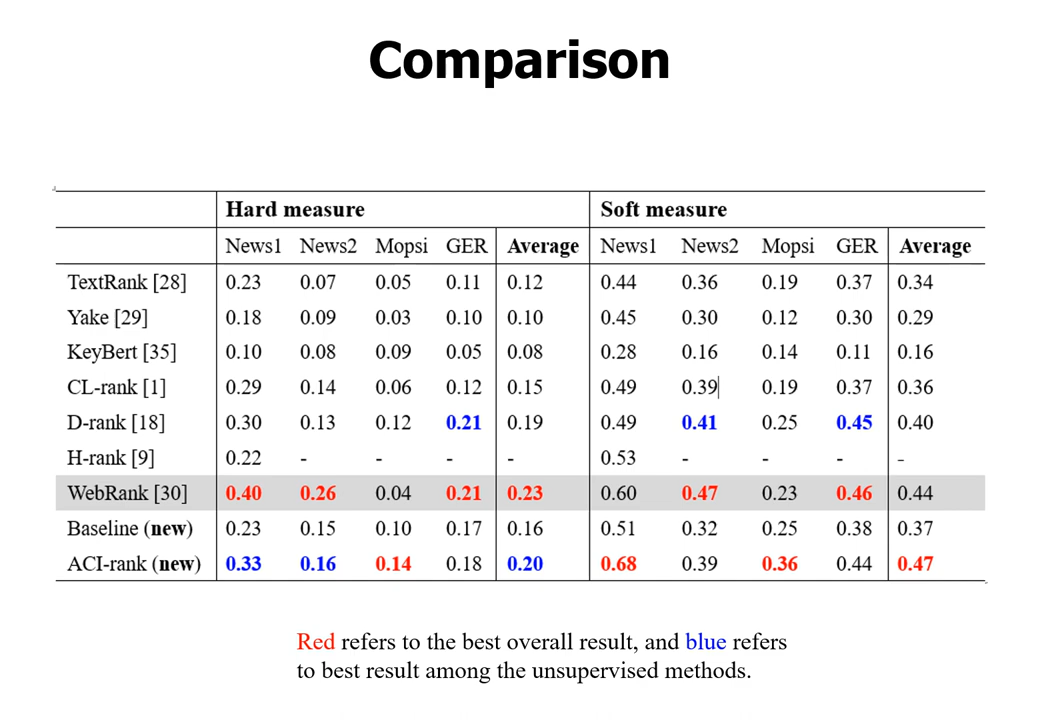 Comparison
Hard measure Soft measure
News1 News2 Mopsi GER Average News1 News2 Mopsi GER Average
TextRank [28] 0.23 0.07 0.05 0.11 0.12 0.44 0.36 0.19 0.37 0.34
Yake [29] 0.18 0.09 0.03 0.10 0.10 0.45 0.30 0.12 0.30 0.29
KeyBert [35] 0.10 0.08 0.09 0.05 0.08 0.28 0.16 0.14 0.11 0.16
CL-rank [1] 0.29 0.14 0.06 0.12 0.15 0.49 0.39 0.19 0.37 0.36
D-rank [18] 0.30 0.13 0.12 0.21 0.19 0.49 0.41 0.25 0.45 0.40
H-rank [9] 0.22 - - - - 0.53 - - - -
WebRank [30] 0.40 0.26 0.04 0.21 0.23 0.60 0.47 0.23 0.46 0.44
Baseline (new) 0.23 0.15 0.10 0.17 0.16 0.51 0.32 0.25 0.38 0.37
ACI-rank (new) 0.33 0.16 0.14 0.18 0.20 0.68 0.39 0.36 0.44 0.47
Red refers to the best overall result, and blue refers
to best result among the unsupervised methods.